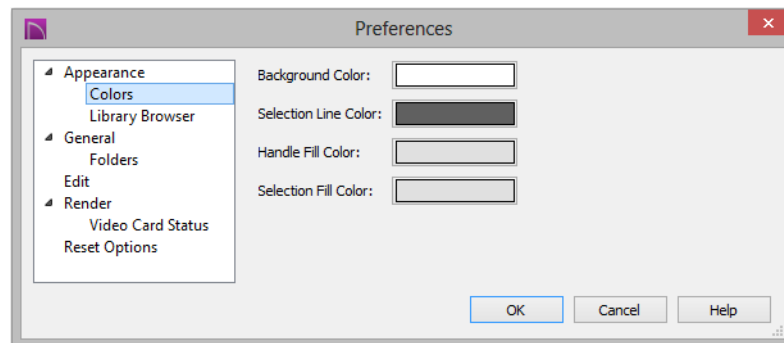 Preferences
Appearance
Colors
Library Browser
General
Folders
Edit
Render
Video Card Status
Reset Options
Background Color:
Selection Line Color:
Handle Fill Color:
Selection Fill Color:
OK Cancel Help